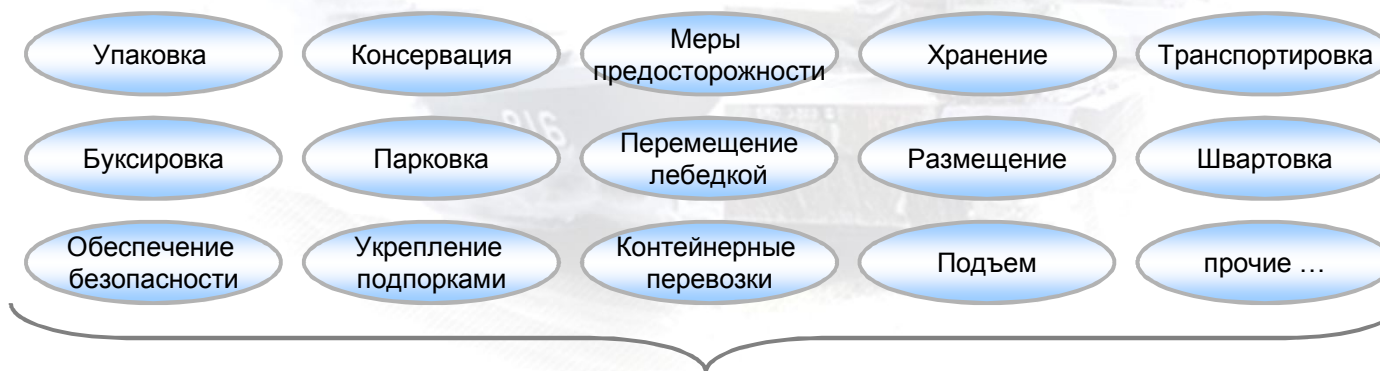 Упаковка
Консервация
Меры
предосторожности
Хранение
Транспортировка
Буксировка
Парковка
Перемещение
лебедкой
Размещение
Швартовка
Обеспечение
безопасности
Укрепление
подпорками
Контейнерные
перевозки
Подъем
прочие …
916